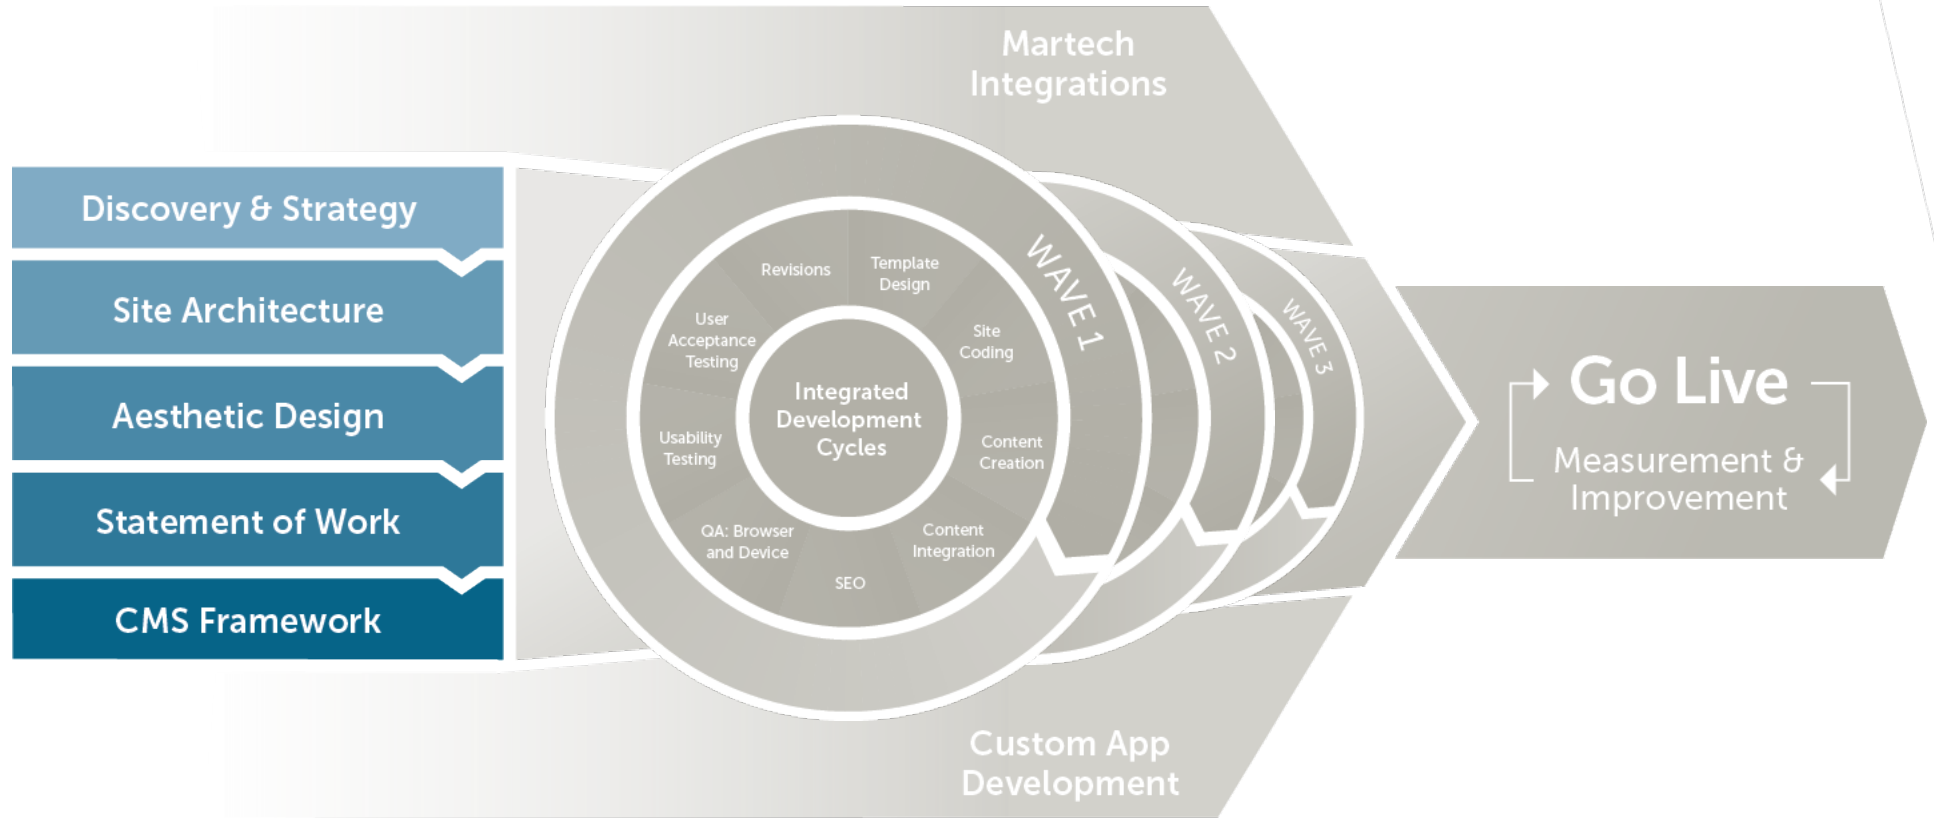 Martech
Integrations
Discovery & Strategy
Site Architecture
Aesthetic Design
Statement of Work
CMS Framework
Revisions
Template
Design
Site
Coding
Content
Creation
Content
Integration
SEO
QA: Browser
and Device
Usability
Testing
User
Acceptance
Testing
Integrated
Development
Cycles
WAVE 1
WAVE 2
WAVE 3
Go Live
Measurement &
Improvement
Custom App
Development